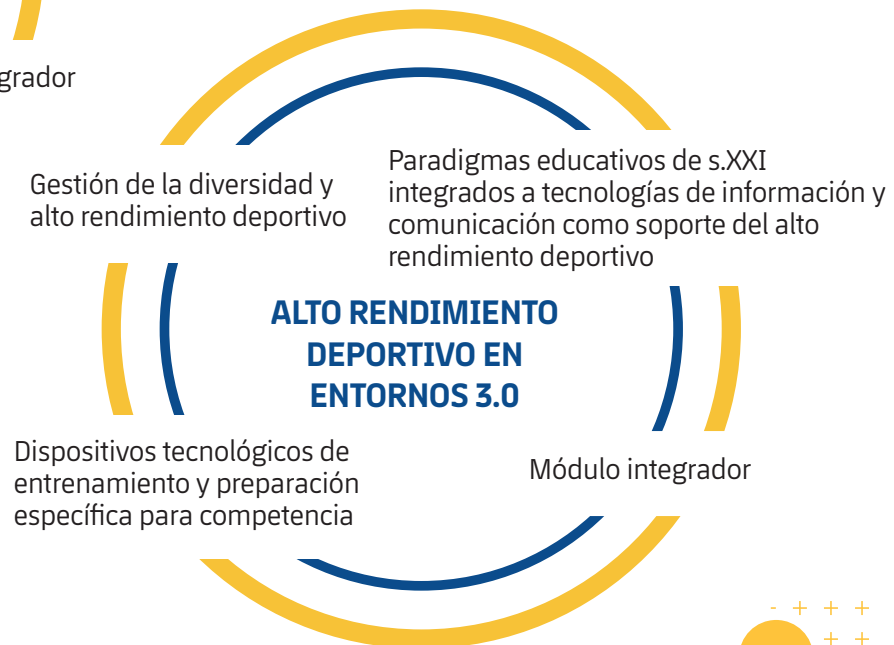 grador
Gestión de la diversidad y
alto rendimiento deportivo
Paradigmas educativos de s.XXI
integrados a tecnologías de información y
comunicación como soporte del alto
rendimiento deportivo
ALTO RENDIMIENTO
DEPORTIVO EN
ENTORNOS 3.0
Dispositivos tecnológicos de
entrenamiento y preparación
específica para competencia
Módulo integrador